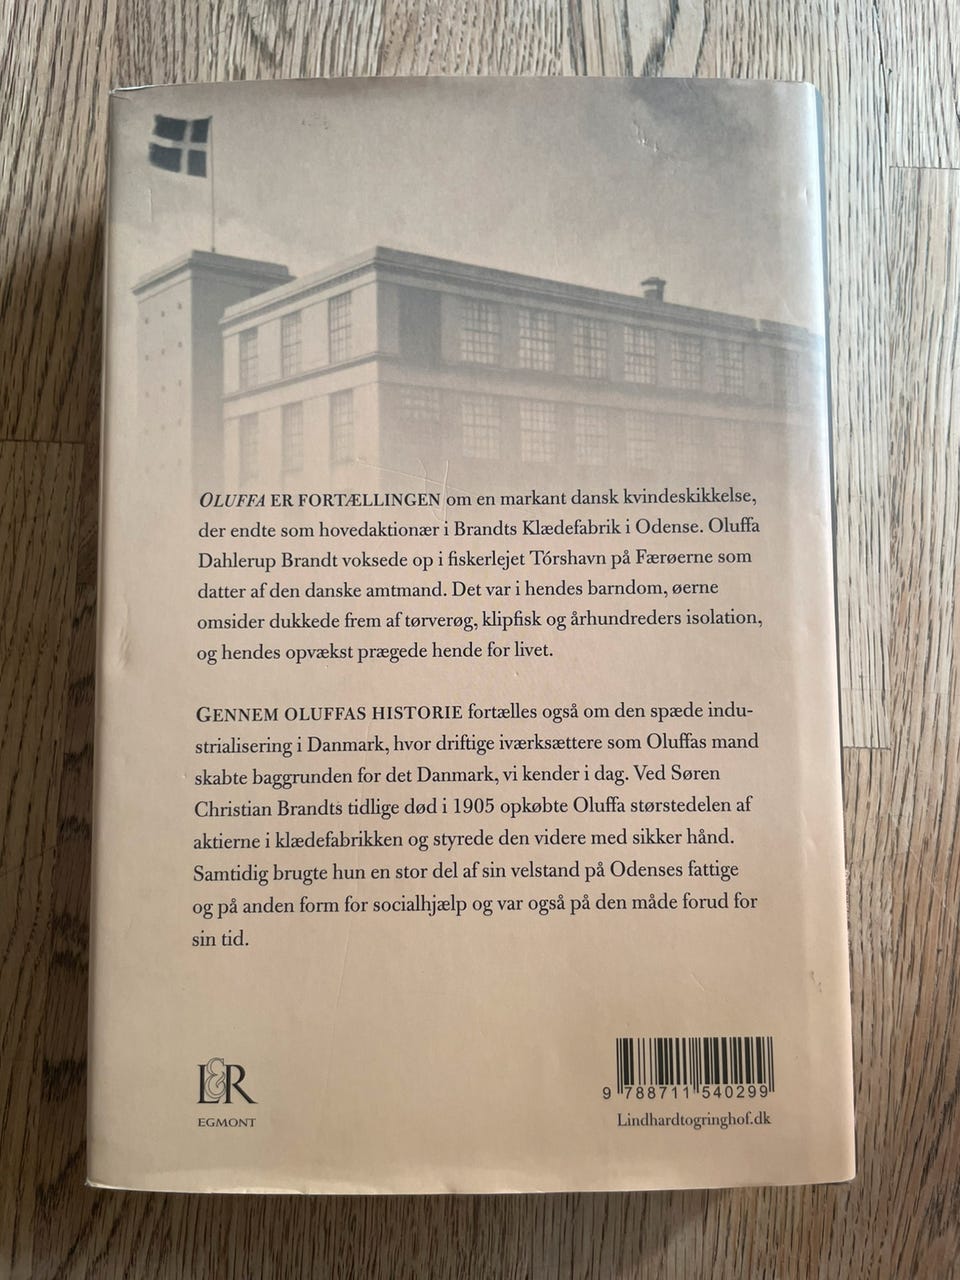 OLUFFA ER FORTÆLLINGEN om en markant dansk kvindeskikkelse,
der endte som hovedaktionær i Brandts Klædefabrik i Odense. Oluffa
Dahlerup Brandt voksede op i fiskerlejet Tórshavn på Færøerne som
datter af den danske amtmand. Det var i hendes barndom, øerne
omsider dukkede frem af tørverøg, klipfisk og århundreders isolation,
og hendes opvækst prægede hende for livet.
GENNEM OLUFFAS HISTORIE fortælles også om den spæde indu-
strialisering i Danmark, hvor driftige iværksættere som Oluffas mand
skabte baggrunden for det Danmark, vi kender i dag. Ved Søren
Christian Brandts tidlige død i 1905 opkøbte Oluffa størstedelen af
aktierne i klædefabrikken og styrede den videre med sikker hånd.
Samtidig brugte hun en stor del af sin velstand på Odenses fattige
og på anden form for socialhjælp og var også på den måde forud for
sin tid.
L&R
EGMONT
9 788711 540299
Lindhardtogringhof.dk